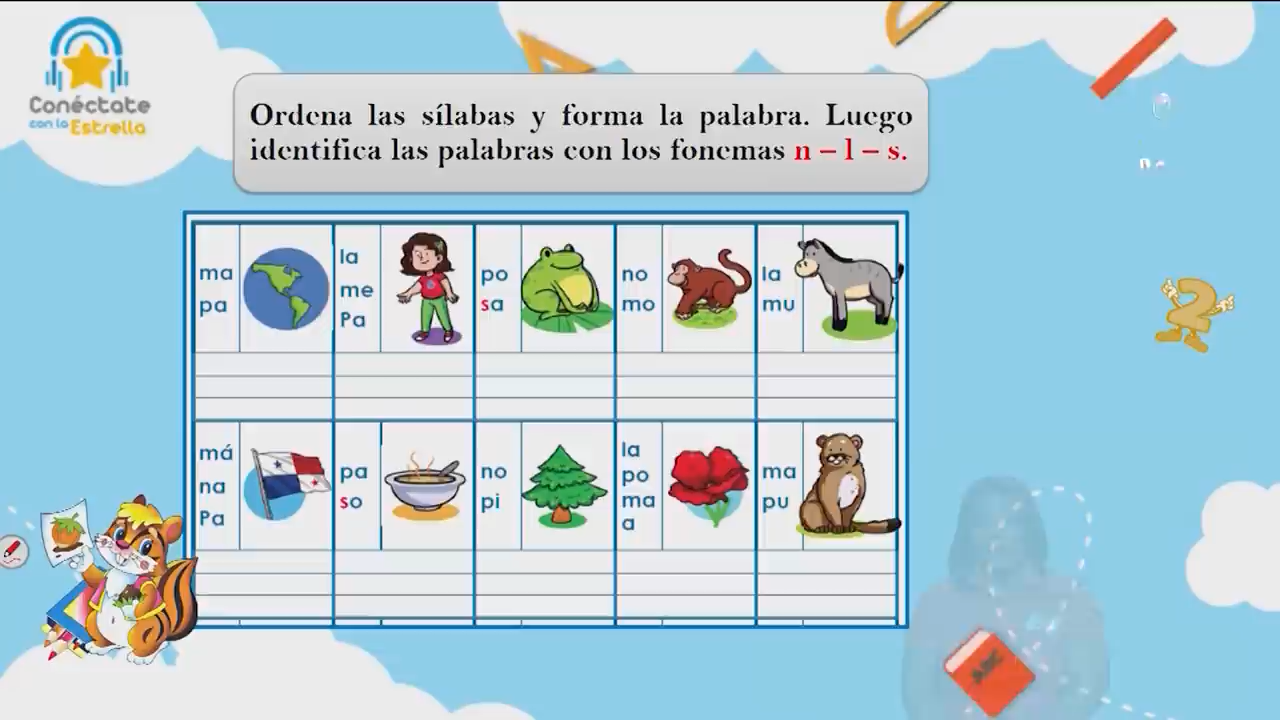 Conéctate
con la Estrella
Ordena las sílabas y forma la palabra. Luego
identifica las palabras con los fonemas n – l – s.
ma
pa
la
me
Pa
po
sa
no
mo
la
mu
má
na
Pa
pa
so
no
pi
la
po
ma
a
ma
pu
2
ABC